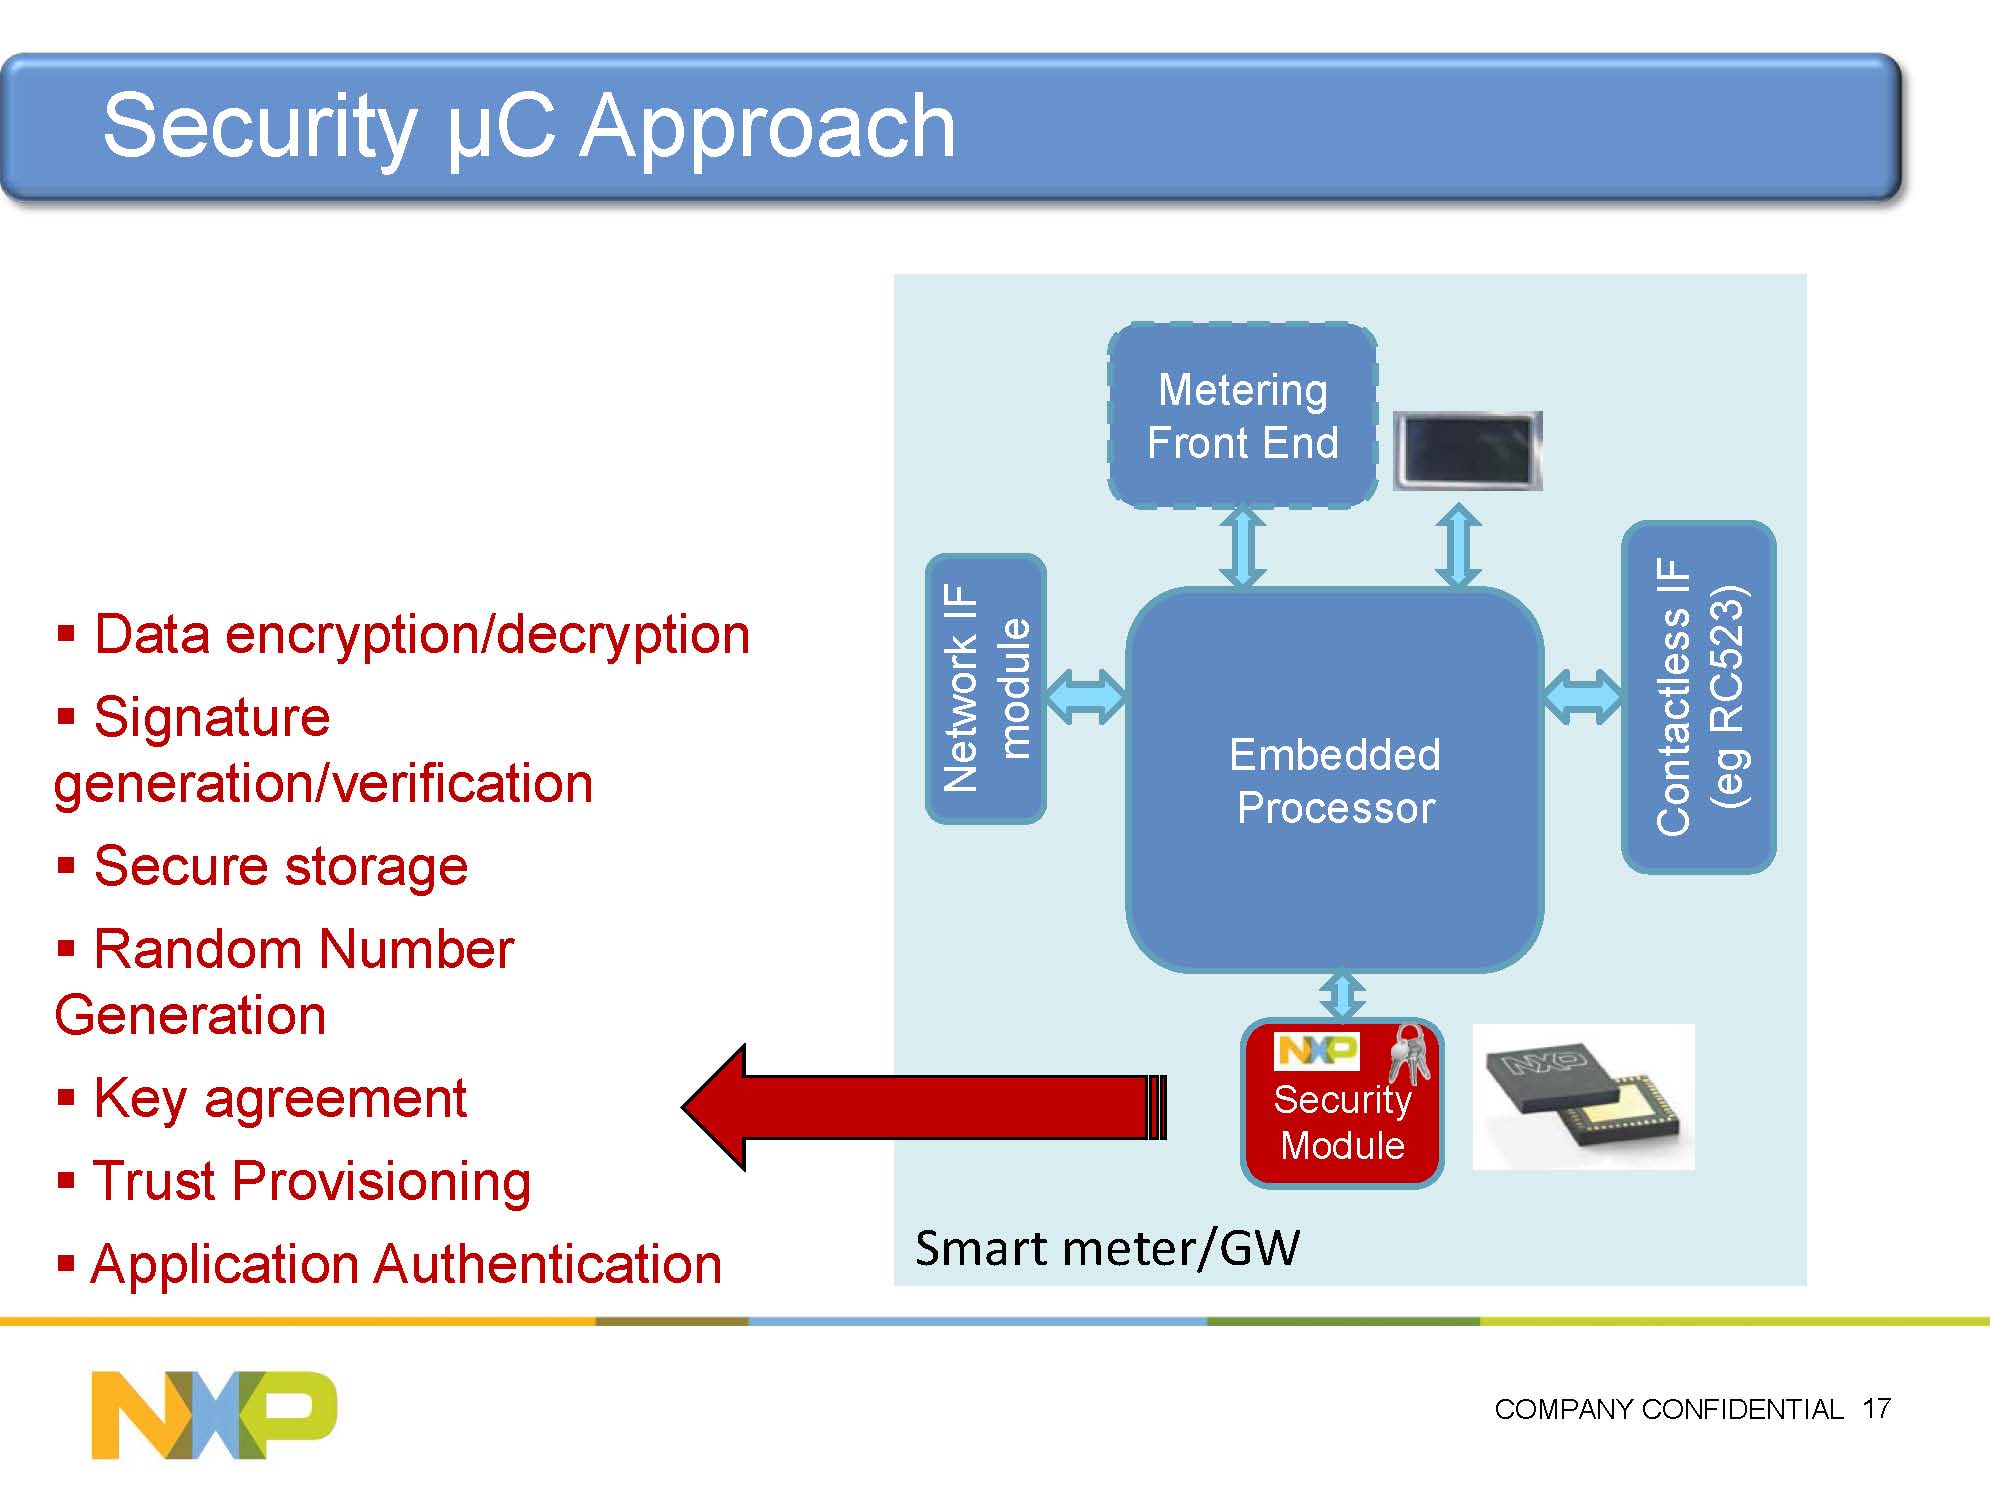 Security µC Approach
▪ Data encryption/decryption
▪ Signature
generation/verification
▪ Secure storage
▪ Random Number
Generation
▪ Key agreement
▪ Trust Provisioning
▪ Application Authentication
Metering
Front End
Network IF
module
Embedded
Processor
Contactless IF
(eg RC523)
NXP
Security
Module
NXP
Smart meter/GW
NXP
COMPANY CONFIDENTIAL 17